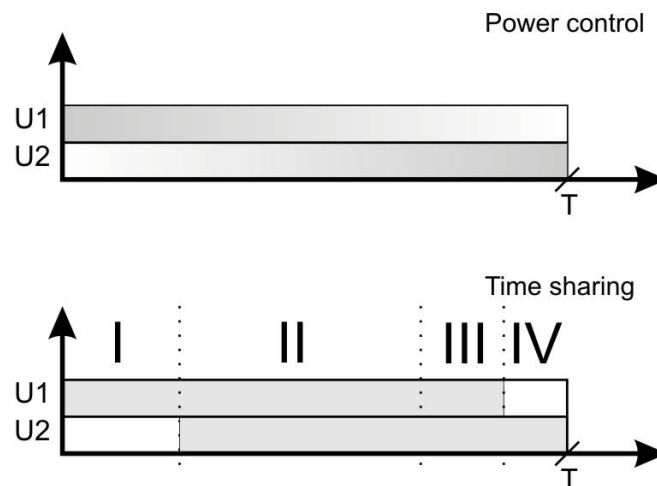 Power control
U1
U2
T
Time sharing
I II III IV
U1
U2
T